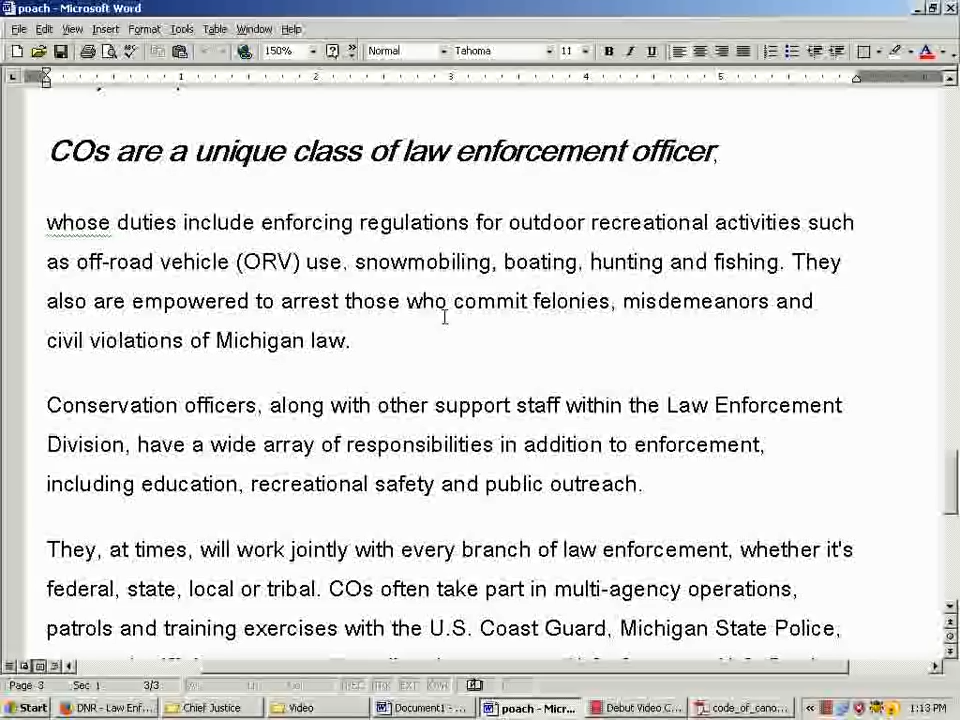 poach - Microsoft Word
File Edit View Insert Format Tools Table Window Help
150% Normal Tahoma 11 B I U A
1 2 3 4 5
COs are a unique class of law enforcement officer,
whose duties include enforcing regulations for outdoor recreational activities such
as off-road vehicle (ORV) use, snowmobiling, boating, hunting and fishing. They
also are empowered to arrest those who commit felonies, misdemeanors and
civil violations of Michigan law.
Conservation officers, along with other support staff within the Law Enforcement
Division, have a wide array of responsibilities in addition to enforcement,
including education, recreational safety and public outreach.
They, at times, will work jointly with every branch of law enforcement, whether it's
federal, state, local or tribal. COs often take part in multi-agency operations,
patrols and training exercises with the U.S. Coast Guard, Michigan State Police,
Page 3 Sec 1 3/3 At Ln Col REC TRK EXT OVR
Start DNR - Law Enf... Chief Justice Video Document1 - ... poach - Micr... Debut Video C... code_of_cano... « 1:13 PM